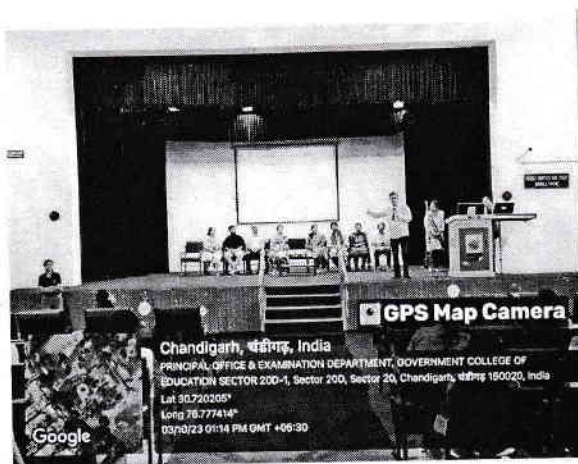 GPS Map Camera
Chandigarh, चंडीगढ़, India
PRINCIPAL OFFICE & EXAMINATION DEPARTMENT, GOVERNMENT COLLEGE OF
EDUCATION SECTOR 20D-1, Sector 20D, Sector 20, Chandigarh, चंडीगढ़ 160020, India
Lat 30.720205°
Long 76.777414°
03/10/23 01:14 PM GMT +05:30
Google